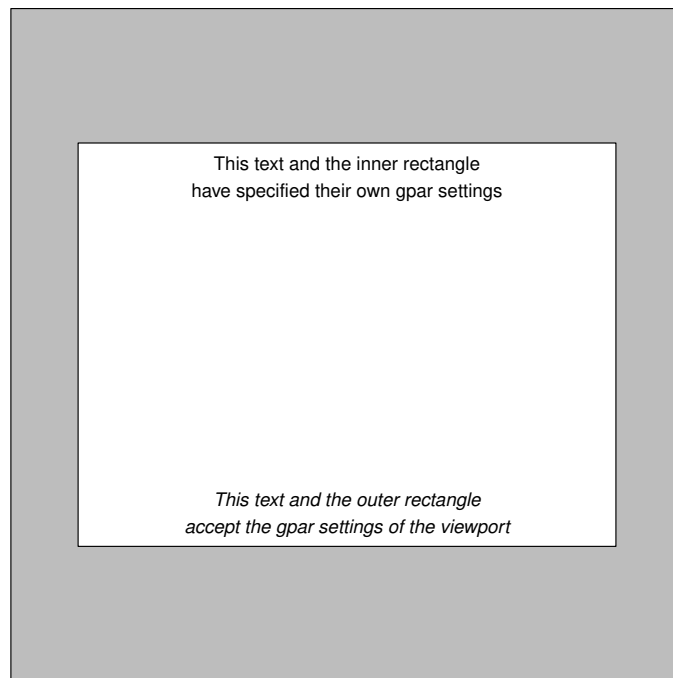 This text and the inner rectangle
have specified their own gpar settings
This text and the outer rectangle
accept the gpar settings of the viewport